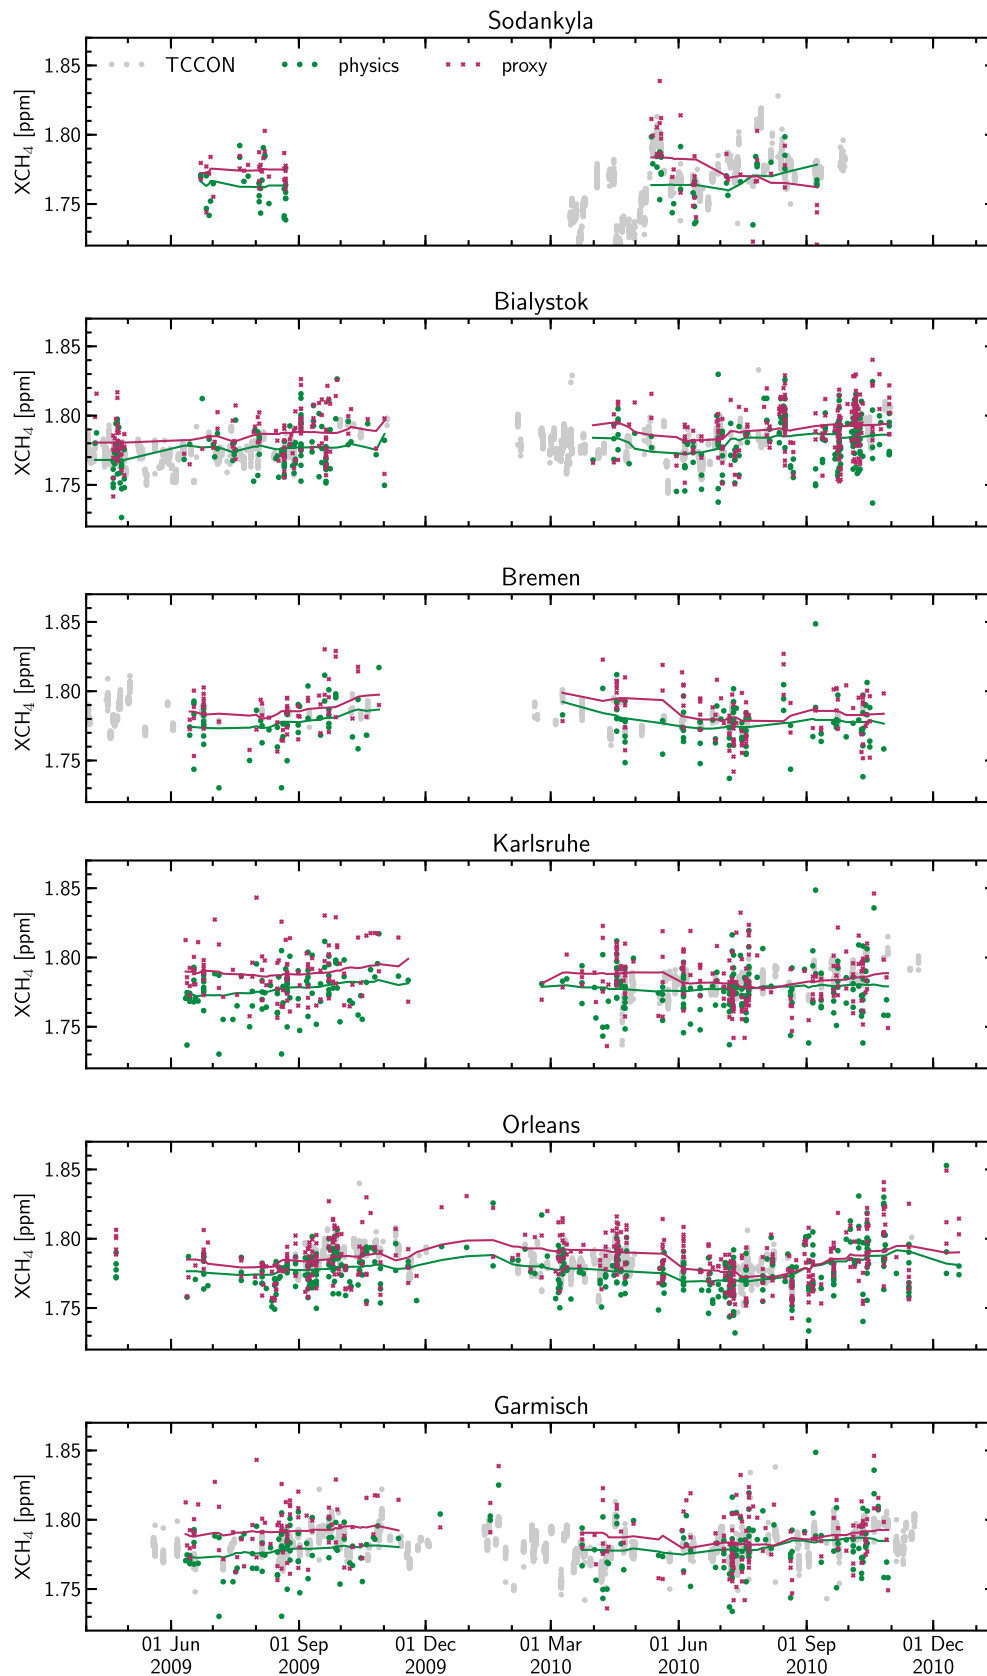 Sodankyla
XCH₄ [ppm]
1.85
1.80
1.75
TCCON physics proxy
Bialystok
XCH₄ [ppm]
1.85
1.80
1.75
Bremen
XCH₄ [ppm]
1.85
1.80
1.75
Karlsruhe
XCH₄ [ppm]
1.85
1.80
1.75
Orleans
XCH₄ [ppm]
1.85
1.80
1.75
Garmisch
XCH₄ [ppm]
1.85
1.80
1.75
01 Jun 01 Sep 01 Dec 01 Mar 01 Jun 01 Sep 01 Dec
2009 2009 2009 2010 2010 2010 2010